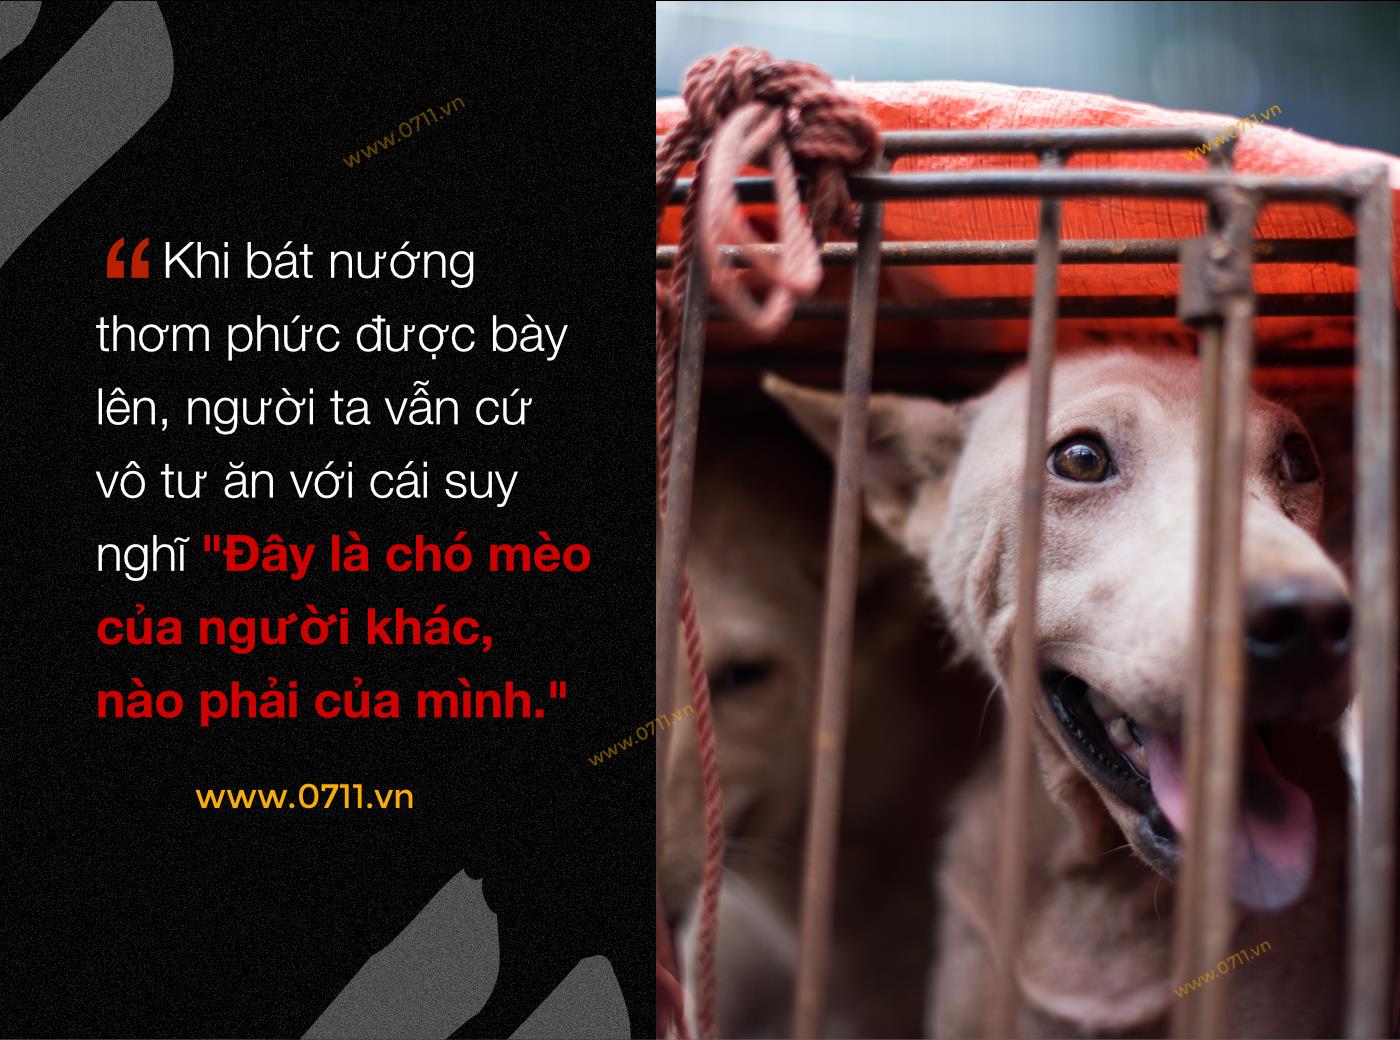 www.0711.vn
www.0711.vn
“ Khi bát nướng
thơm phức được bày
lên, người ta vẫn cứ
vô tư ăn với cái suy
nghĩ "Đây là chó mèo
của người khác,
nào phải của mình."
www.0711.vn
www.0711.vn
www.0711.vn